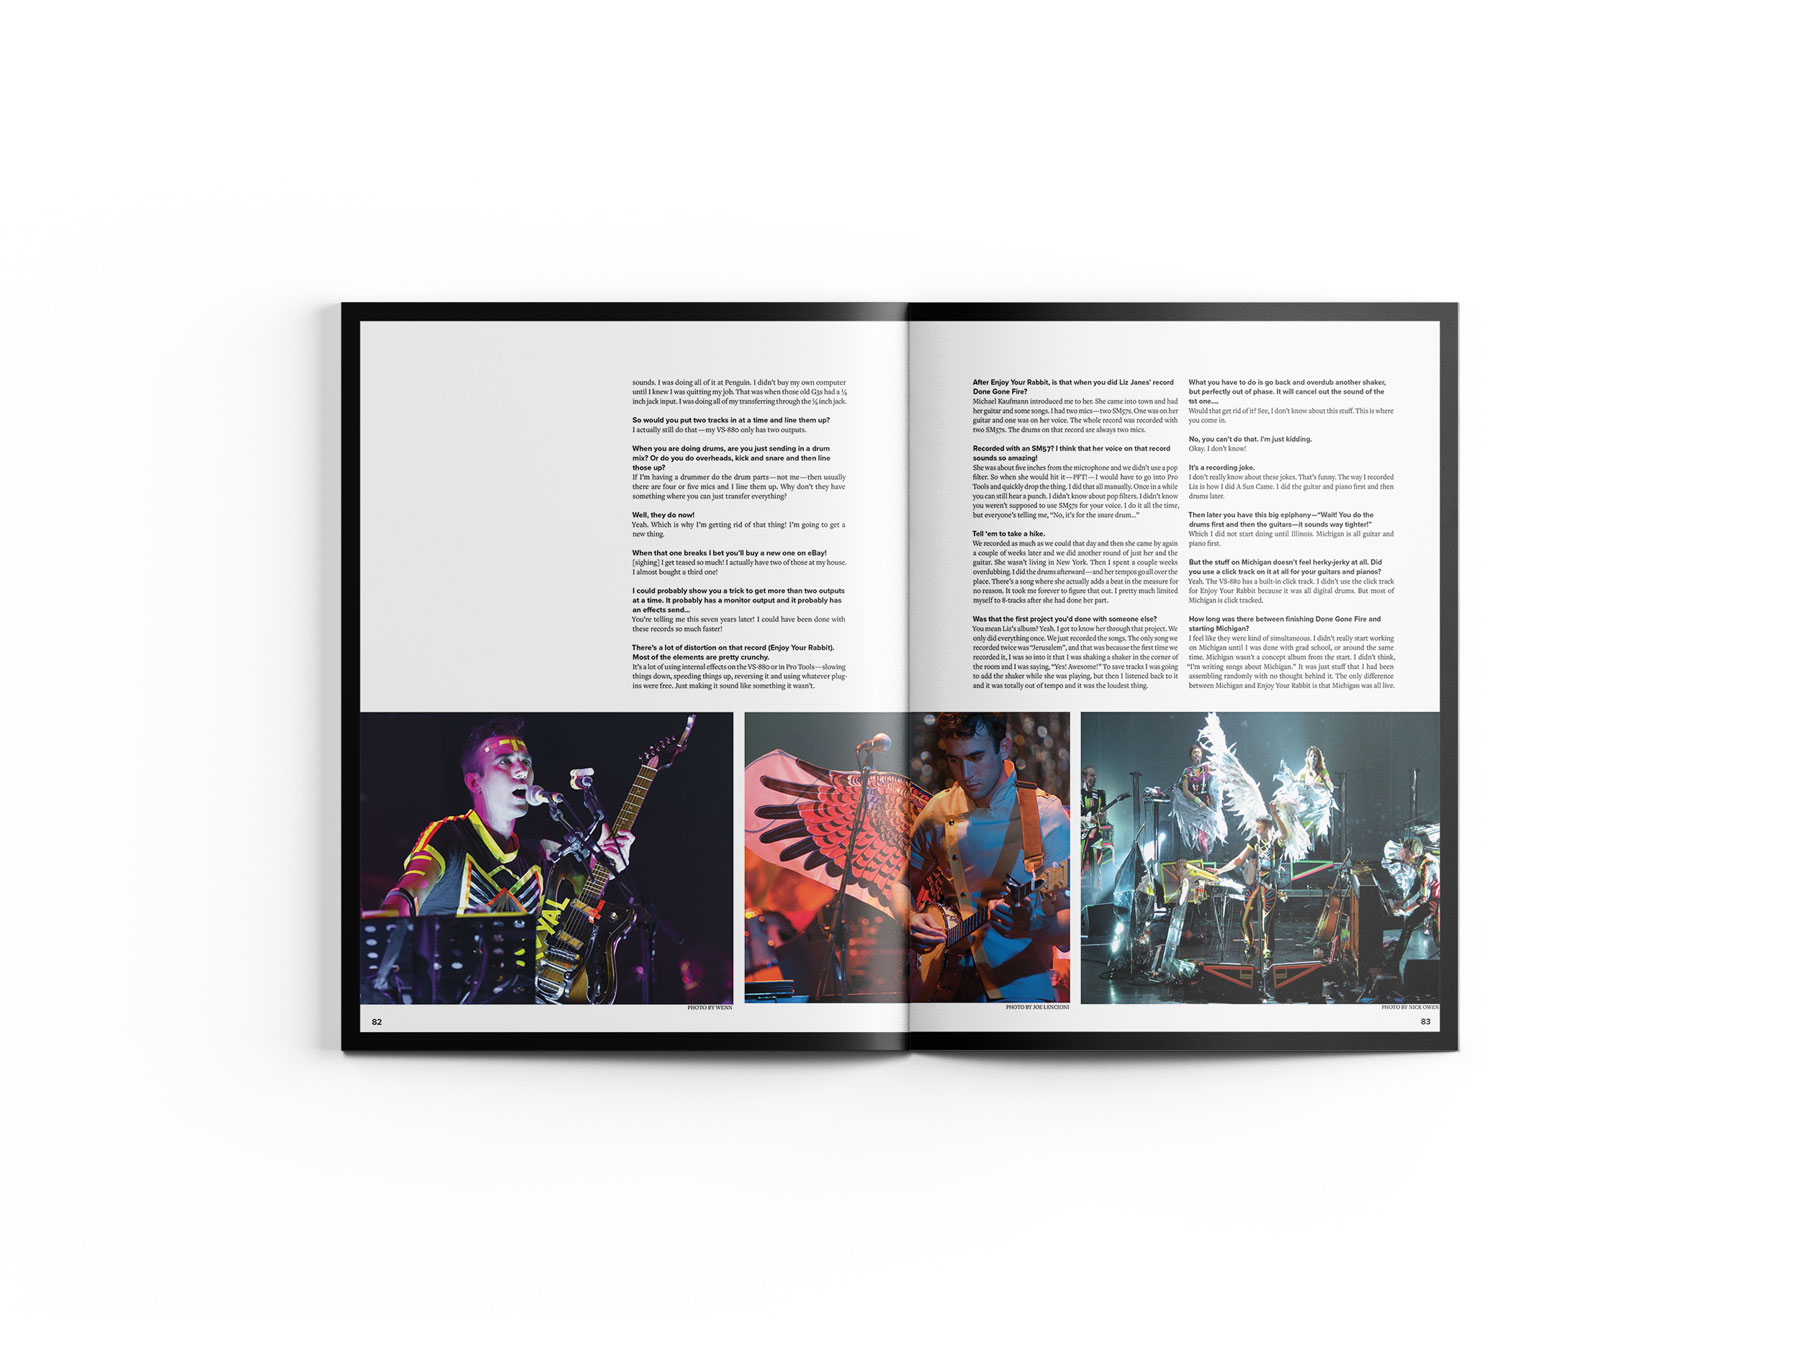 sounds. I was doing all of it at Penguin. I didn't buy my own computer
until I knew I was quitting my job. That was when those old G3s had a ⅛
inch jack input. I was doing all of my transferring through the ⅛ inch jack.
So would you put two tracks in at a time and line them up?
I actually still do that—my VS-880 only has two outputs.
When you are doing drums, are you just sending in a drum
mix? Or do you do overheads, kick and snare and then line
those up?
If I'm having a drummer do the drum parts—not me—then usually
there are four or five mics and I line them up. Why don't they have
something where you can just transfer everything?
Well, they do now!
Yeah. Which is why I'm getting rid of that thing! I'm going to get a
new thing.
When that one breaks I bet you'll buy a new one on eBay!
[sighing] I get teased so much! I actually have two of those at my house.
I almost bought a third one!
I could probably show you a trick to get more than two outputs
at a time. It probably has a monitor output and it probably has
an effects send...
You're telling me this seven years later! I could have been done with
these records so much faster!
There's a lot of distortion on that record (Enjoy Your Rabbit).
Most of the elements are pretty crunchy.
It's a lot of using internal effects on the VS-880 or in Pro Tools—slowing
things down, speeding things up, reversing it and using whatever plug-
ins were free. Just making it sound like something it wasn't.
After Enjoy Your Rabbit, is that when you did Liz Janes' record
Done Gone Fire?
Michael Kaufmann introduced me to her. She came into town and had
her guitar and some songs. I had two mics—two SM57s. One was on her
guitar and one was on her voice. The whole record was recorded with
two SM57s. The drums on that record are always two mics.
Recorded with an SM57? I think that her voice on that record
sounds so amazing!
She was about five inches from the microphone and we didn't use a pop
filter. So when she would hit it—PFT!—I would have to go into Pro
Tools and quickly drop the thing. I did that all manually. Once in a while
you can still hear a punch. I didn't know about pop filters. I didn't know
you weren't supposed to use SM57s for your voice. I do it all the time,
but everyone's telling me, "No, it's for the snare drum..."
Tell 'em to take a hike.
We recorded as much as we could that day and then she came by again
a couple of weeks later and we did another round of just her and the
guitar. She wasn't living in New York. Then I spent a couple weeks
overdubbing. I did the drums afterward—and her tempos go all over the
place. There's a song where she actually adds a beat in the measure for
no reason. It took me forever to figure that out. I pretty much limited
myself to 8-tracks after she had done her part.
Was that the first project you'd done with someone else?
You mean Liz's album? Yeah. I got to know her through that project. We
only did everything once. We just recorded the songs. The only song we
recorded twice was "Jerusalem", and that was because the first time we
recorded it, I was so into it that I was shaking a shaker in the corner of
the room and I was saying, "Yes! Awesome!" To save tracks I was going
to add the shaker while she was playing, but then I listened back to it
and it was totally out of tempo and it was the loudest thing.
What you have to do is go back and overdub another shaker,
but perfectly out of phase. It will cancel out the sound of the
1st one....
Would that get rid of it? See, I don't know about this stuff. This is where
you come in.
No, you can't do that. I'm just kidding.
Okay. I don't know!
It's a recording joke.
I don't really know about these jokes. That's funny. The way I recorded
Liz is how I did A Sun Came. I did the guitar and piano first and then
drums later.
Then later you have this big epiphany—"Wait! You do the
drums first and then the guitars—it sounds way tighter!"
Which I did not start doing until Illinois. Michigan is all guitar and
piano first.
But the stuff on Michigan doesn't feel herky-jerky at all. Did
you use a click track on it at all for your guitars and pianos?
Yeah. The VS-880 has a built-in click track. I didn't use the click track
for Enjoy Your Rabbit because it was all digital drums. But most of
Michigan is click tracked.
How long was there between finishing Done Gone Fire and
starting Michigan?
I feel like they were kind of simultaneous. I didn't really start working
on Michigan until I was done with grad school, or around the same
time. Michigan wasn't a concept album from the start. I didn't think,
"I'm writing songs about Michigan." It was just stuff that I had been
assembling randomly with no thought behind it. The only difference
between Michigan and Enjoy Your Rabbit is that Michigan was all live.
PHOTO BY WENN
PHOTO BY JOE LENCIONI
PHOTO BY NICK OWEN
82
83